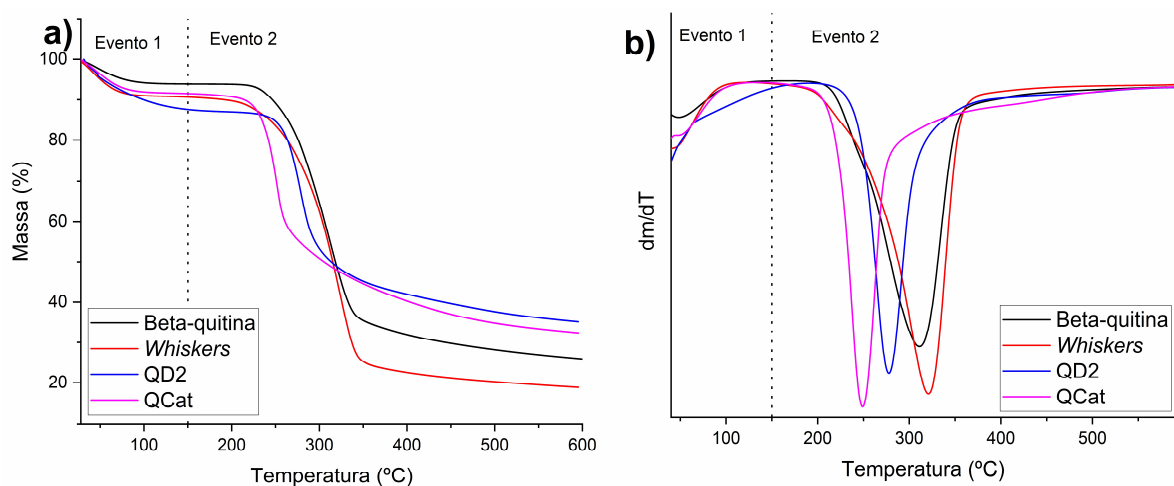 a)
Evento 1
Evento 2
100
80
60
40
20
Massa (%)
Beta-quitina
Whiskers
QD2
QCat
100
200
300
400
500
600
Temperatura (ºC)
b)
Evento 1
Evento 2
dm/dT
Beta-quitina
Whiskers
QD2
QCat
100
200
300
400
500
Temperatura (ºC)